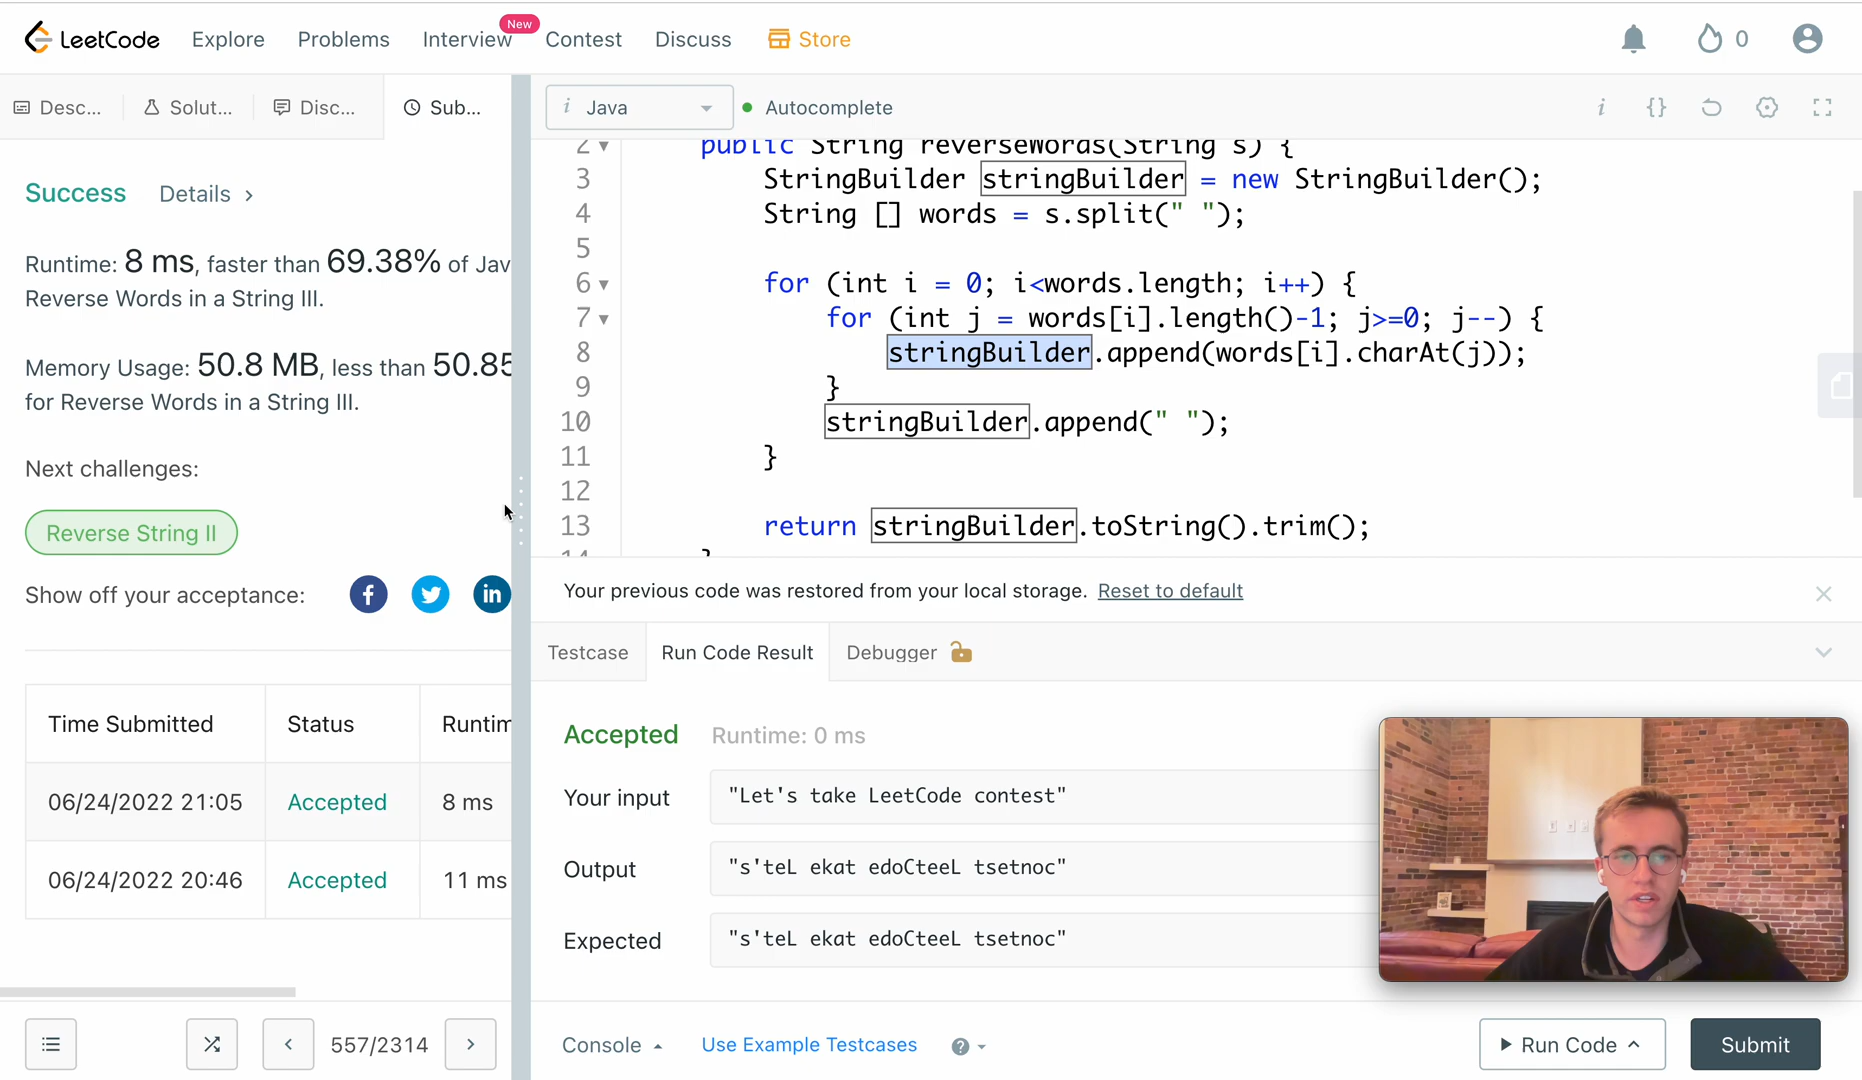 LeetCode
Explore
Problems
Interview
New
Contest
Discuss
Store
0
Desc...
Solut...
Disc...
Sub...
i Java
Autocomplete
i
{}
Success
Details >
Runtime: 8 ms, faster than 69.38% of Jav
Reverse Words in a String III.
Memory Usage: 50.8 MB, less than 50.85
for Reverse Words in a String III.
Next challenges:
Reverse String II
Show off your acceptance:
f
in
Time Submitted Status Runtim
06/24/2022 21:05 Accepted 8 ms
06/24/2022 20:46 Accepted 11 ms
557/2314
2 public String reverseWords(String s) {
3 StringBuilder stringBuilder = new StringBuilder();
4 String [] words = s.split(" ");
5
6 for (int i = 0; i<words.length; i++) {
7 for (int j = words[i].length()-1; j>=0; j--) {
8 stringBuilder.append(words[i].charAt(j));
9 }
10 stringBuilder.append(" ");
11 }
12
13 return stringBuilder.toString().trim();
14 }
Your previous code was restored from your local storage. Reset to default
Testcase
Run Code Result
Debugger
Accepted Runtime: 0 ms
Your input "Let's take LeetCode contest"
Output "s'teL ekat edoCteeL tsetnoc"
Expected "s'teL ekat edoCteeL tsetnoc"
Console
Use Example Testcases
?
Run Code
Submit